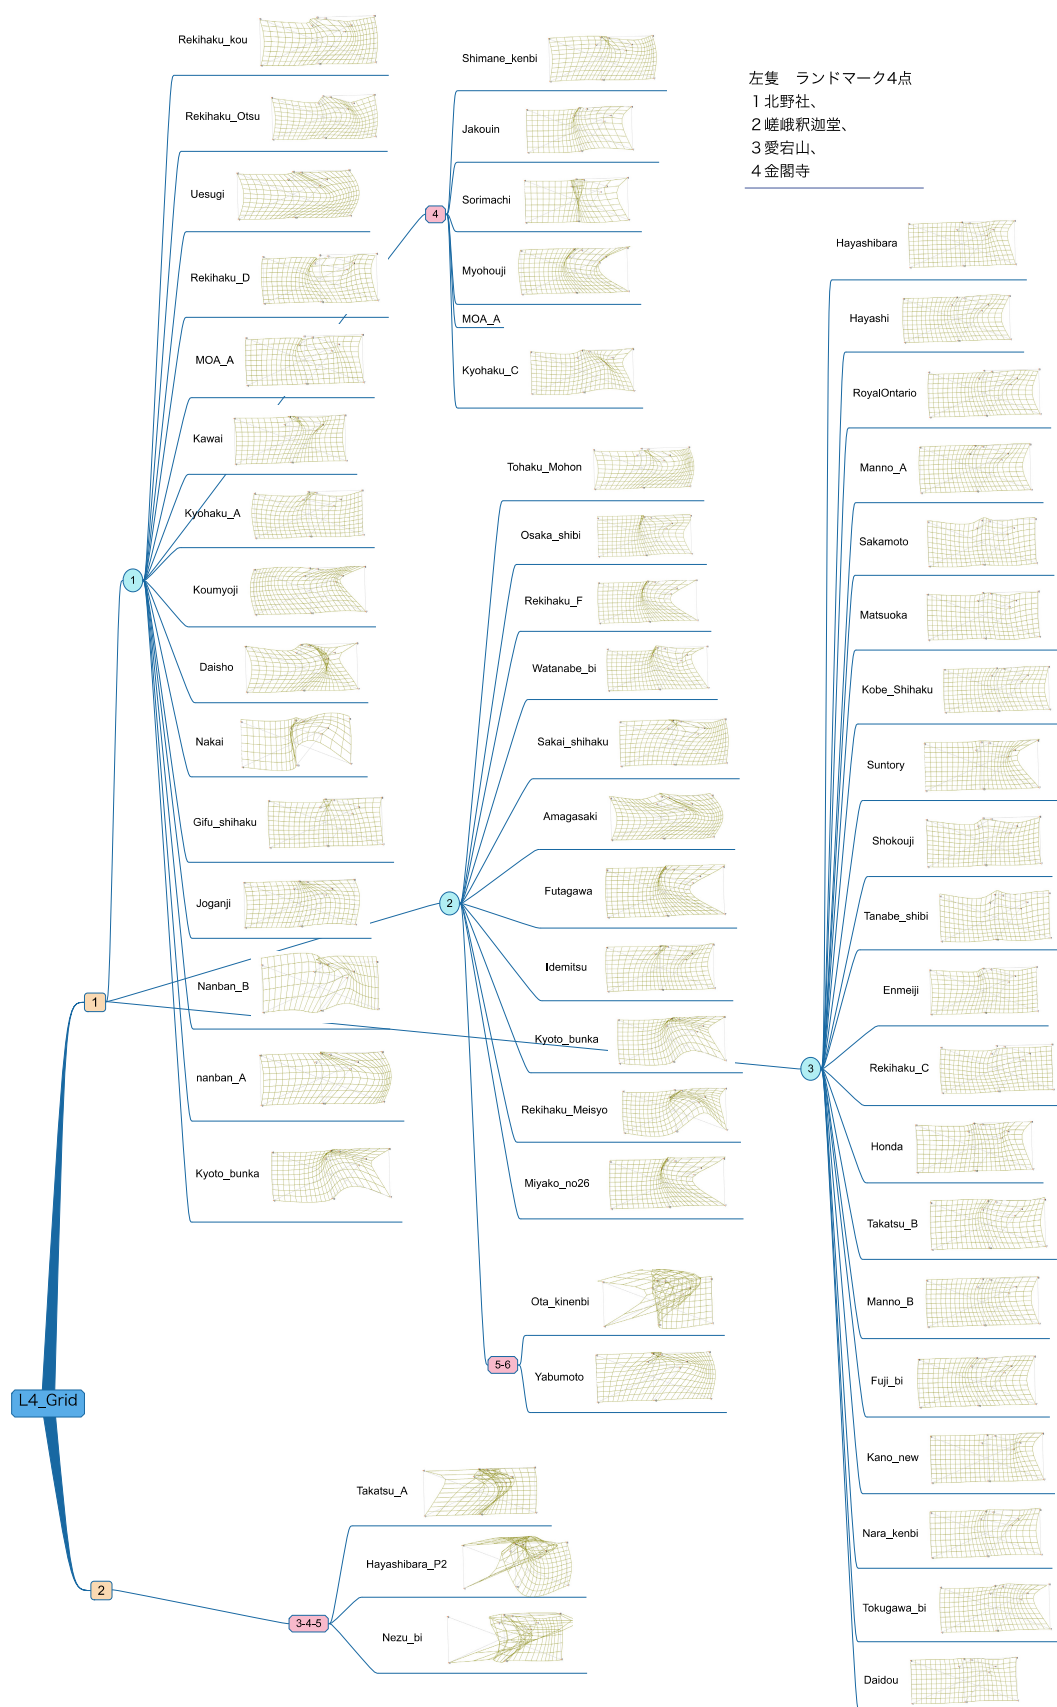 Rekihaku_kou
Rekihaku_Otsu
Uesugi
Rekihaku_D
MOA_A
Kawai
Kyohaku_A
Koumyoji
Daisho
Nakai
Gifu_shihaku
Joganji
Nanban_B
nanban_A
Kyoto_bunka
1
4
Shimane_kenbi
Jakouin
Sorimachi
Myohouji
MOA_A
Kyohaku_C
左隻　ランドマーク4点
1 北野社、
2 嵯峨釈迦堂、
3 愛宕山、
4 金閣寺
2
Tohaku_Mohon
Osaka_shibi
Rekihaku_F
Watanabe_bi
Sakai_shihaku
Amagasaki
Futagawa
Idemitsu
Kyoto_bunka
Rekihaku_Meisyo
Miyako_no26
5-6
Ota_kinenbi
Yabumoto
3
Hayashibara
Hayashi
RoyalOntario
Manno_A
Sakamoto
Matsuoka
Kobe_Shihaku
Suntory
Shokouji
Tanabe_shibi
Enmeiji
Rekihaku_C
Honda
Takatsu_B
Manno_B
Fuji_bi
Kano_new
Nara_kenbi
Tokugawa_bi
Daidou
1
L4_Grid
2
3-4-5
Takatsu_A
Hayashibara_P2
Nezu_bi